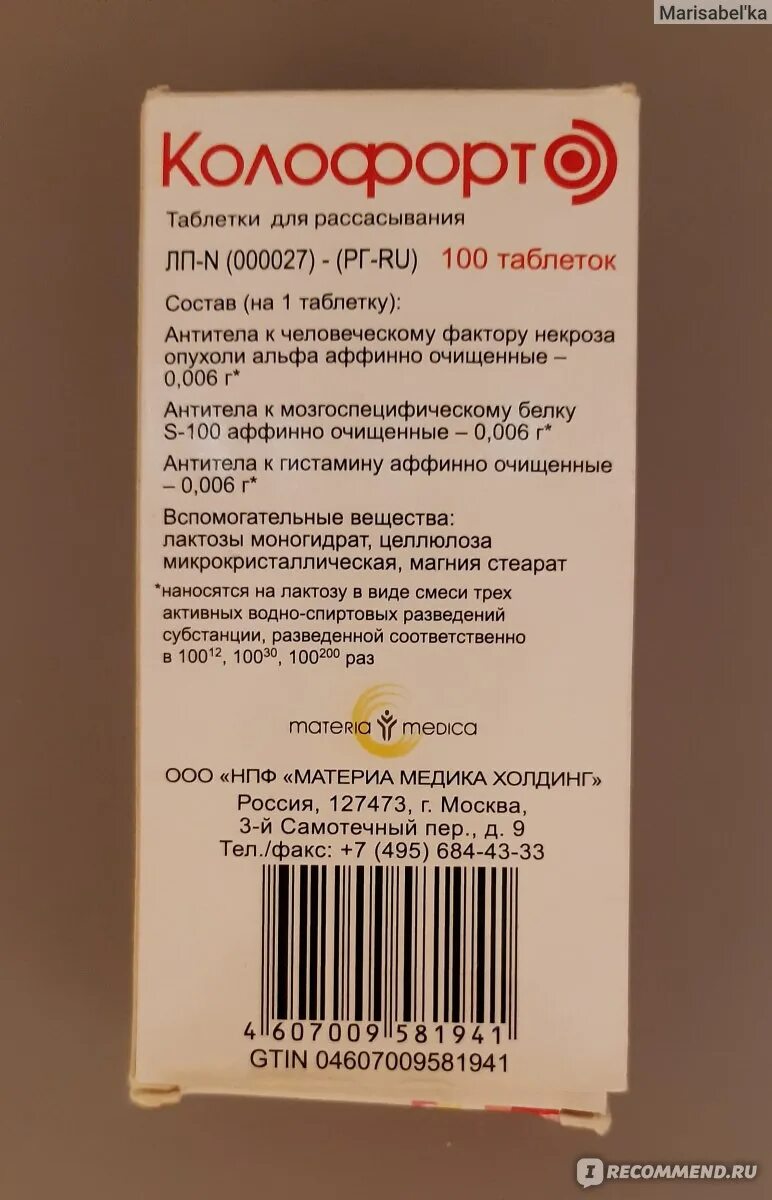 Marisabel'ka
Колофорт
Таблетки для рассасывания
ЛП-N (000027) - (РГ-RU) 100 таблеток
Состав (на 1 таблетку):
Антитела к человеческому фактору некроза
опухоли альфа аффинно очищенные –
0,006 г*
Антитела к мозгоспецифическому белку
S-100 аффинно очищенные – 0,006 г*
Антитела к гистамину аффинно очищенные
– 0,006 г*
Вспомогательные вещества:
лактозы моногидрат, целлюлоза
микрокристаллическая, магния стеарат
*наносятся на лактозу в виде смеси трех
активных водно-спиртовых разведений
субстанции, разведенной соответственно
в 100¹², 100³⁰, 100²⁰⁰ раз
materia medica
ООО «НПФ «МАТЕРИА МЕДИКА ХОЛДИНГ»
Россия, 127473, г. Москва,
3-й Самотечный пер., д. 9
Тел./факс: +7 (495) 684-43-33
4 607009 581941
GTIN 04607009581941
I RECOMMEND.RU